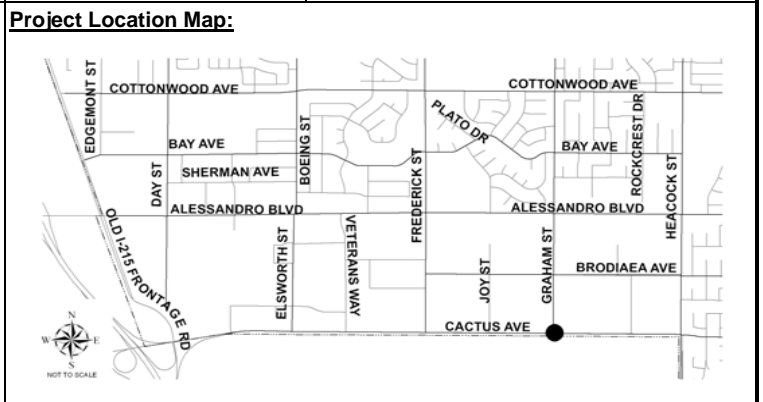 Project Location Map:
EDGEMONT ST
COTTONWOOD AVE
COTTONWOOD AVE
PLATO DR
ROCKCREST DR
BOEING ST
BAY AVE
BAY AVE
SHERMAN AVE
DAY ST
FREDERICK ST
HEACOCK ST
ALESSANDRO BLVD
ALESSANDRO BLVD
OLD I-215 FRONTAGE RD
ELSWORTH ST
VETERANS WAY
JOY ST
GRAHAM ST
BRODIAEA AVE
CACTUS AVE
N
W
E
S
NOT TO SCALE